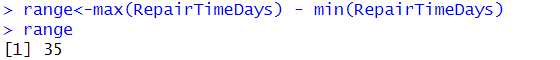 > range<-max(RepairTimeDays) - min(RepairTimeDays)
> range
[1] 35